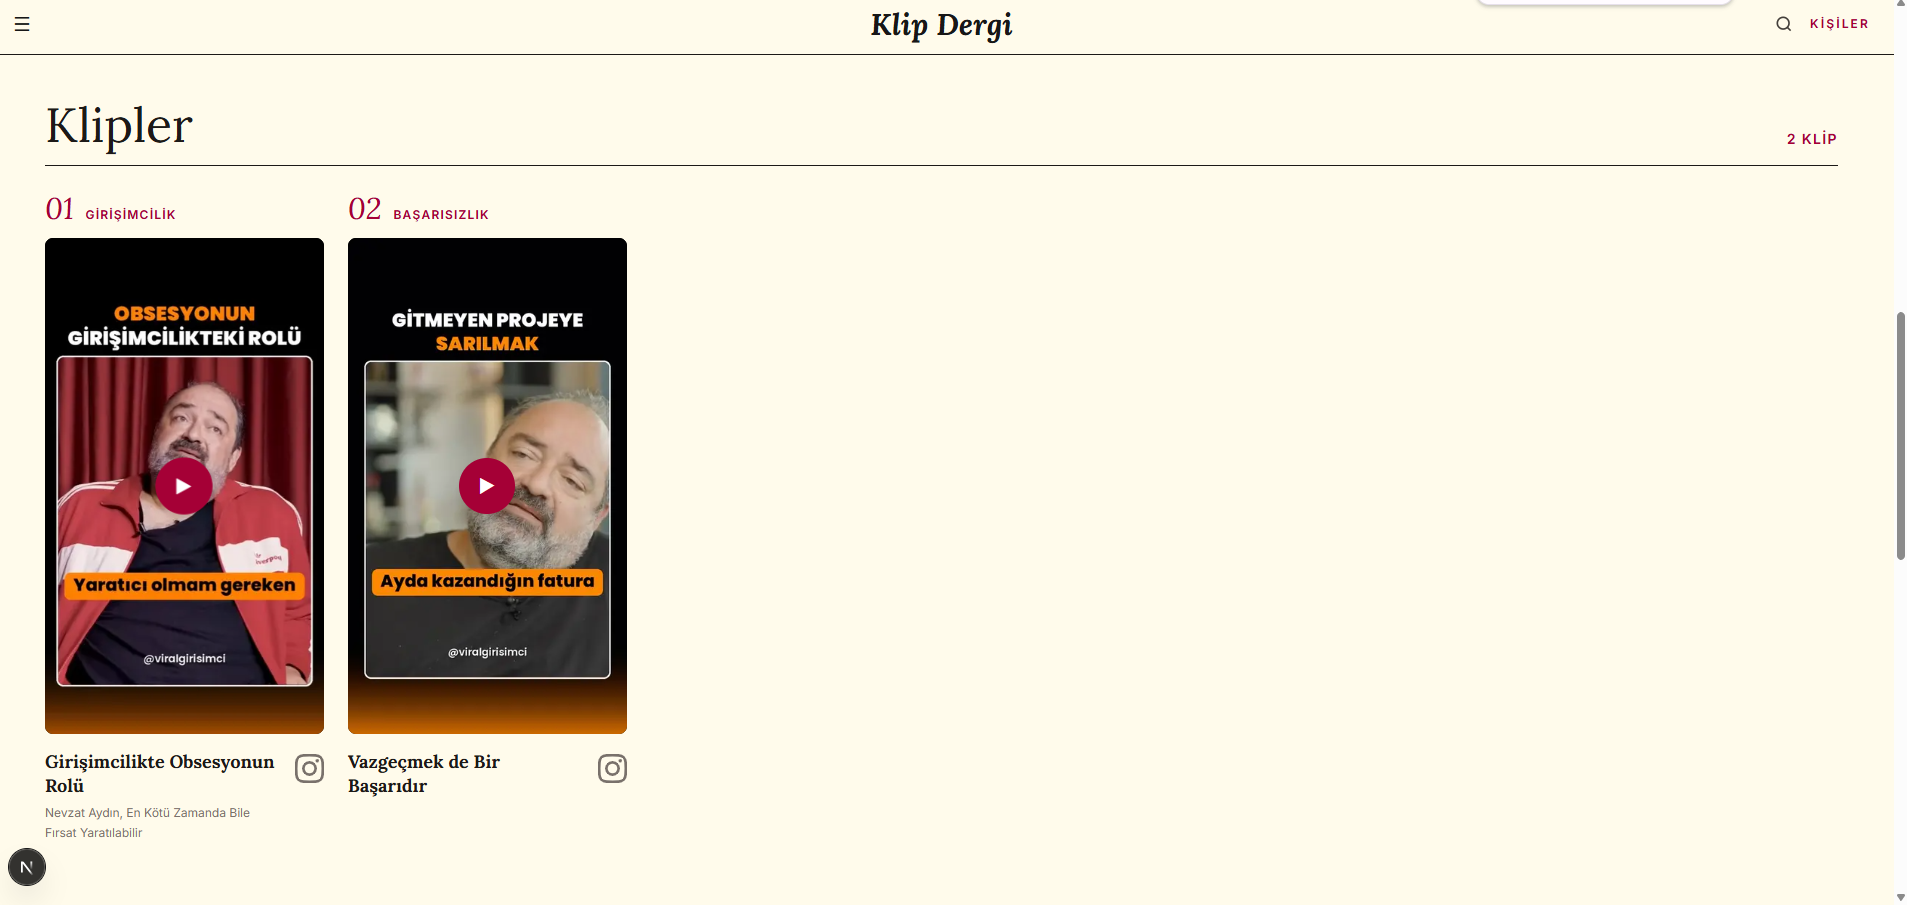 Klip Dergi
KİŞİLER
Klipler
2 KLİP
01 GİRİŞİMCİLİK
OBSESYONUN
GİRİŞİMCİLİKTEKİ ROLÜ
Yaratıcı olmam gereken
@viralgirisimci
Girişimcilikte Obsesyonun
Rolü
Nevzat Aydın, En Kötü Zamanda Bile
Fırsat Yaratılabilir
02 BAŞARISIZLIK
GİTMEYEN PROJEYE
SARILMAK
Ayda kazandığın fatura
@viralgirisimci
Vazgeçmek de Bir
Başarıdır
N